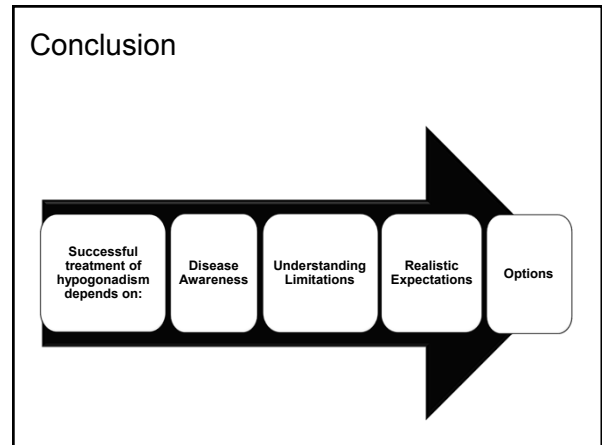 Conclusion
Successful
treatment of
hypogonadism
depends on:
Disease
Awareness
Understanding
Limitations
Realistic
Expectations
Options